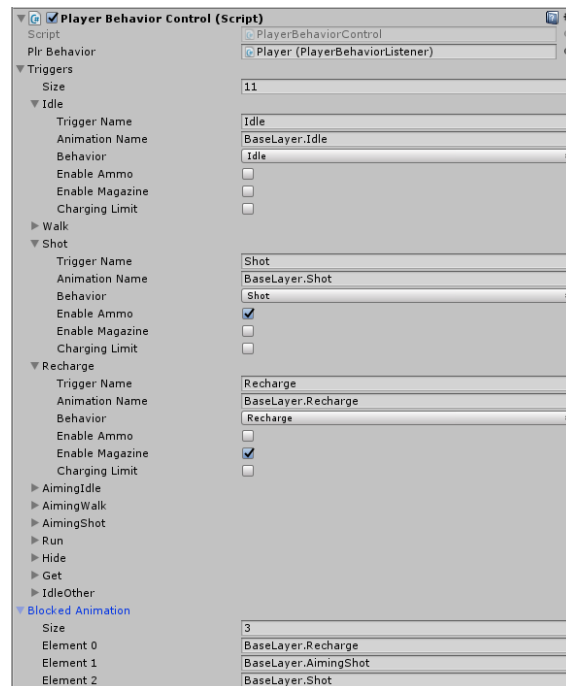 Player Behavior Control (Script)
Script PlayerBehaviorControl
Plr Behavior Player (PlayerBehaviorListener)
Triggers
Size 11
Idle
Trigger Name Idle
Animation Name BaseLayer.Idle
Behavior Idle
Enable Ammo
Enable Magazine
Charging Limit
Walk
Shot
Trigger Name Shot
Animation Name BaseLayer.Shot
Behavior Shot
Enable Ammo
Enable Magazine
Charging Limit
Recharge
Trigger Name Recharge
Animation Name BaseLayer.Recharge
Behavior Recharge
Enable Ammo
Enable Magazine
Charging Limit
AimingIdle
AimingWalk
AimingShot
Run
Hide
Get
IdleOther
Blocked Animation
Size 3
Element 0 BaseLayer.Recharge
Element 1 BaseLayer.AimingShot
Element 2 BaseLayer.Shot